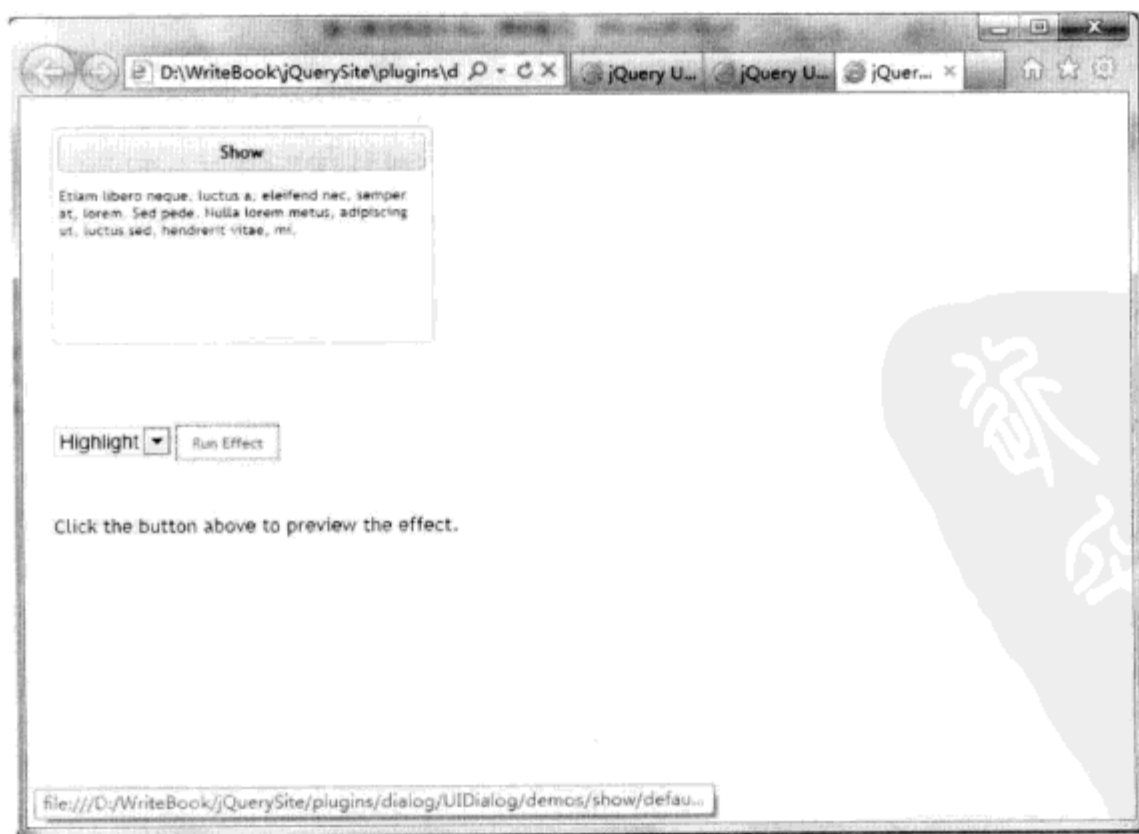 D:\WriteBook\jQuerySite\plugins\d
jQuery U...
jQuery U...
jQuer...
Show
Etiam libero neque, luctus a, eleifend nec, semper
at, lorem. Sed pede. Nulla lorem metus, adipiscing
ut, luctus sed, hendrerit vitae, mi.
Highlight
Run Effect
Click the button above to preview the effect.
file:///D:/WriteBook/jQuerySite/plugins/dialog/UIDialog/demos/show/defau...